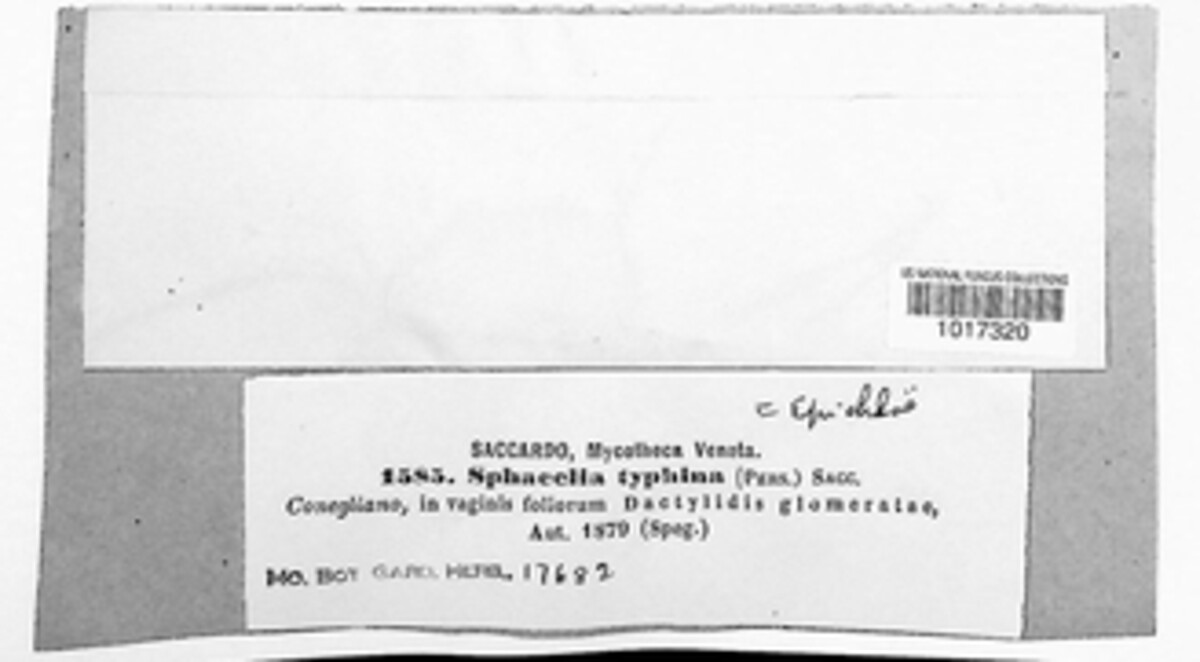 US NATIONAL FUNGUS COLLECTIONS
1017320
= Epichloë
SACCARDO, Mycotheca Veneta.
1585. Sphacelia typhina (Pers.) Sacc.
Conegliano, in vaginis foliorum Dactylidis glomeratae,
Aut. 1879 (Speg.)
MO. BOT GARD. HERB. 17682